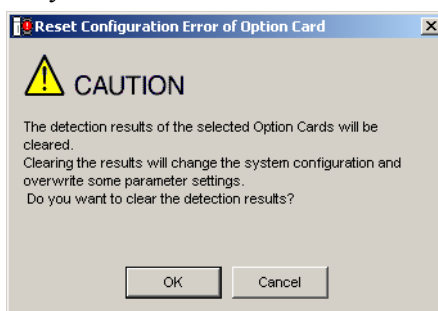 Reset Configuration Error of Option Card
CAUTION
The detection results of the selected Option Cards will be
cleared.
Clearing the results will change the system configuration and
overwrite some parameter settings.
Do you want to clear the detection results?
OK Cancel